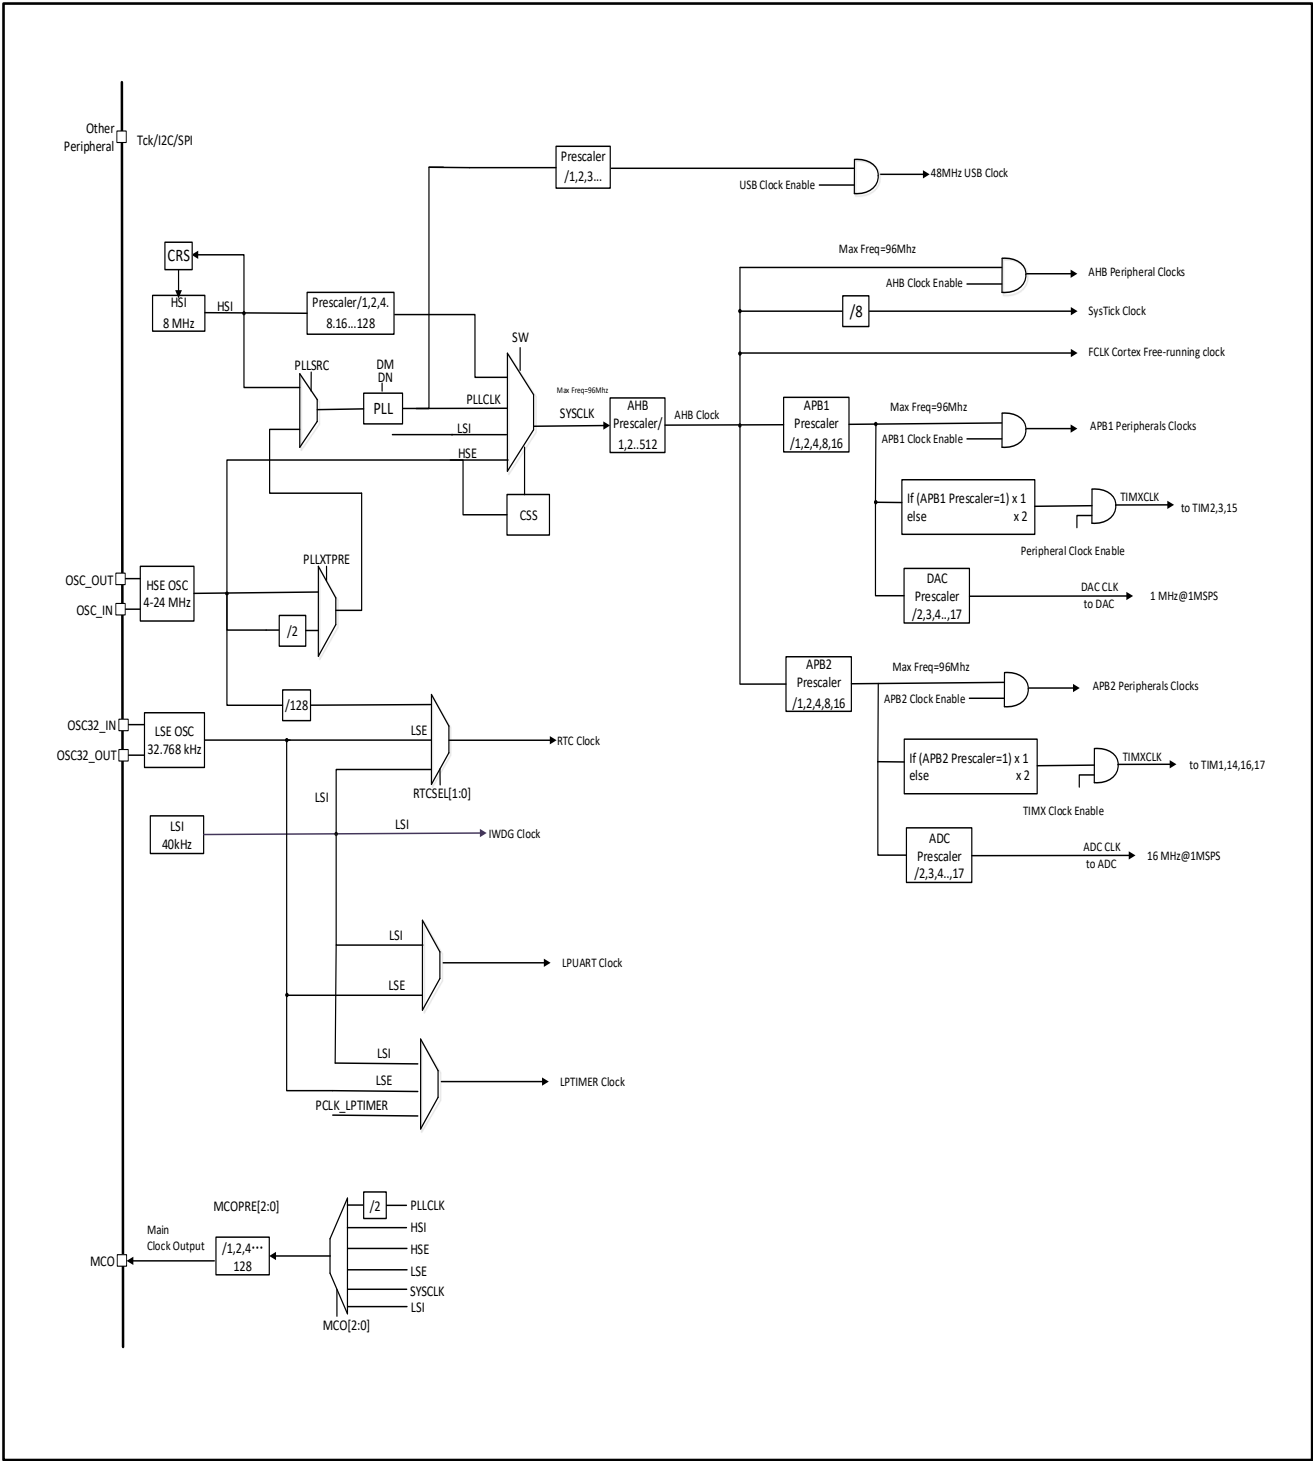 Other
Peripheral
Tck/I2C/SPI
Prescaler
/1,2,3...
USB Clock Enable
48MHz USB Clock
CRS
HSI
8 MHz
HSI
Prescaler/1,2,4.
8.16...128
Max Freq=96Mhz
AHB Clock Enable
AHB Peripheral Clocks
/8
SysTick Clock
FCLK Cortex Free-running clock
SW
PLLSRC
DM
DN
PLL
PLLCLK
LSI
HSE
CSS
Max Freq=96Mhz
SYSCLK
AHB
Prescaler/
1,2..512
AHB Clock
APB1
Prescaler
/1,2,4,8,16
Max Freq=96Mhz
APB1 Clock Enable
APB1 Peripherals Clocks
If (APB1 Prescaler=1) x 1
else x 2
TIMXCLK
to TIM2,3,15
Peripheral Clock Enable
DAC
Prescaler
/2,3,4..,17
DAC CLK
to DAC
1 MHz@1MSPS
OSC_OUT
OSC_IN
HSE OSC
4-24 MHz
PLLXTPRE
/2
APB2
Prescaler
/1,2,4,8,16
Max Freq=96Mhz
APB2 Clock Enable
APB2 Peripherals Clocks
If (APB2 Prescaler=1) x 1
else x 2
TIMXCLK
to TIM1,14,16,17
TIMX Clock Enable
ADC
Prescaler
/2,3,4..,17
ADC CLK
to ADC
16 MHz@1MSPS
/128
OSC32_IN
OSC32_OUT
LSE OSC
32.768 kHz
LSE
RTC Clock
LSI
RTCSEL[1:0]
LSI
40kHz
LSI
IWDG Clock
LSI
LSE
LPUART Clock
LSI
LSE
PCLK_LPTIMER
LPTIMER Clock
MCOPRE[2:0]
Main
Clock Output
MCO
/1,2,4···
128
/2
PLLCLK
HSI
HSE
LSE
SYSCLK
LSI
MCO[2:0]